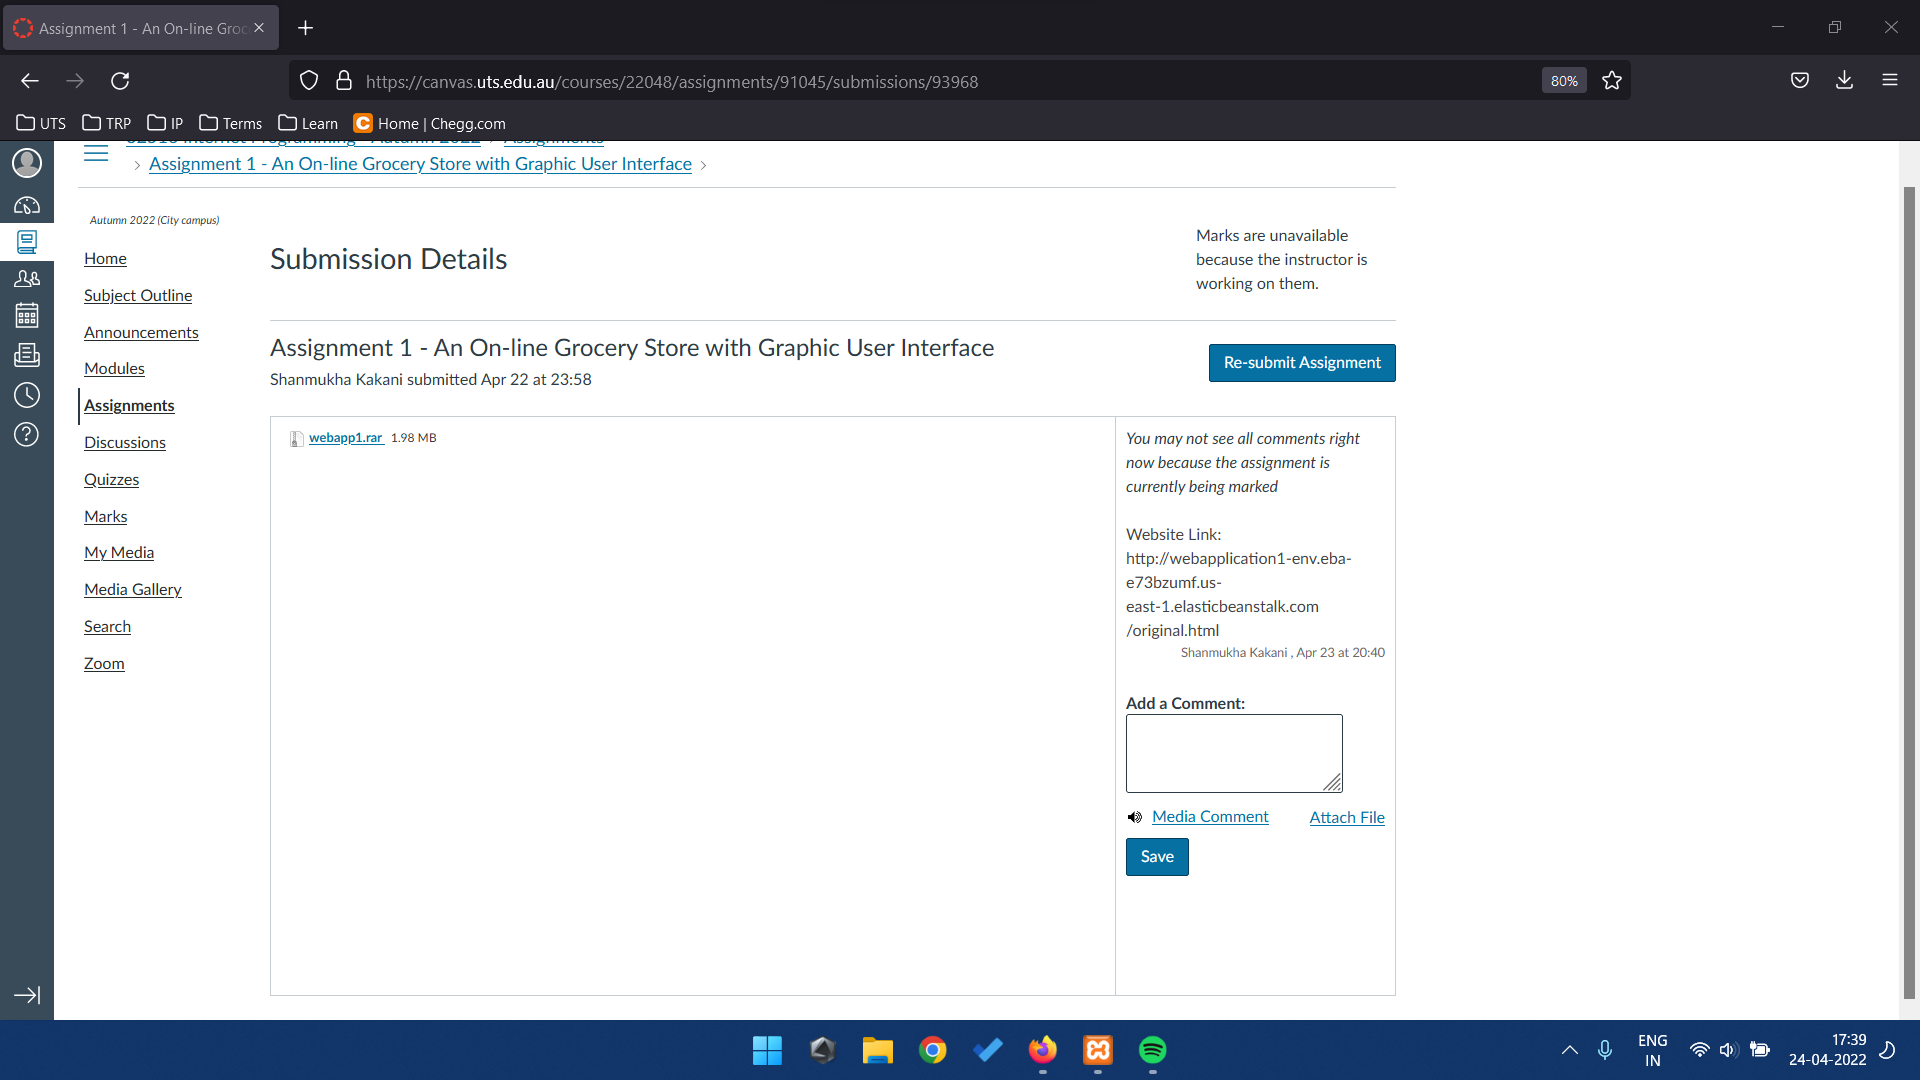 Assignment 1 - An On-line Groc
https://canvas.uts.edu.au/courses/22048/assignments/91045/submissions/93968
80%
UTS
TRP
IP
Terms
Learn
Home | Chegg.com
Assignments
Assignment 1 - An On-line Grocery Store with Graphic User Interface
Autumn 2022 (City campus)
Home
Subject Outline
Announcements
Modules
Assignments
Discussions
Quizzes
Marks
My Media
Media Gallery
Search
Zoom
Submission Details
Marks are unavailable
because the instructor is
working on them.
Assignment 1 - An On-line Grocery Store with Graphic User Interface
Shanmukha Kakani submitted Apr 22 at 23:58
Re-submit Assignment
webapp1.rar 1.98 MB
You may not see all comments right
now because the assignment is
currently being marked
Website Link:
http://webapplication1-env.eba-
e73bzumf.us-
east-1.elasticbeanstalk.com
/original.html
Shanmukha Kakani , Apr 23 at 20:40
Add a Comment:
Media Comment
Attach File
Save
ENG
IN
17:39
24-04-2022